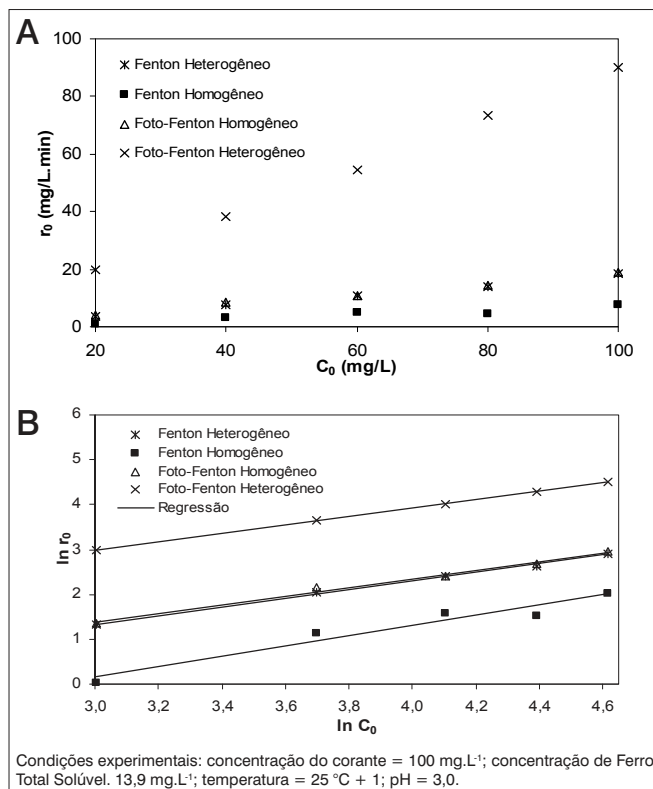 A
100
80
60
40
20
0
r₀ (mg/L.min)
Fenton Heterogêneo
Fenton Homogêneo
Foto-Fenton Homogêneo
Foto-Fenton Heterogêneo
20 40 60 80 100
C₀ (mg/L)
B
6
5
4
3
2
1
0
ln r₀
Fenton Heterogêneo
Fenton Homogêneo
Foto-Fenton Homogêneo
Foto-Fenton Heterogêneo
Regressão
3,0 3,2 3,4 3,6 3,8 4,0 4,2 4,4 4,6
ln C₀
Condições experimentais: concentração do corante = 100 mg.L⁻¹; concentração de Ferro
Total Solúvel. 13,9 mg.L⁻¹; temperatura = 25 °C + 1; pH = 3,0.